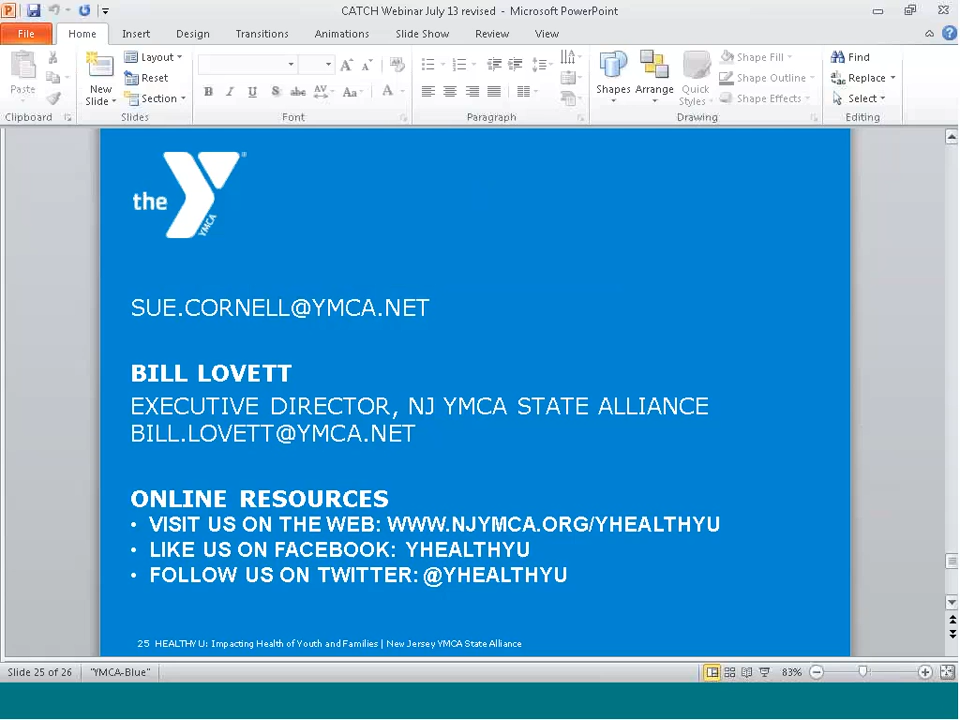 CATCH Webinar July 13 revised - Microsoft PowerPoint
File Home Insert Design Transitions Animations Slide Show Review View
Paste
New Slide
Layout
Reset
Section
B I U S abc AV Aa A
Shapes Arrange Quick Styles
Shape Fill
Shape Outline
Shape Effects
Find
Replace
Select
Clipboard Slides Font Paragraph Drawing Editing
the Y
YMCA
SUE.CORNELL@YMCA.NET
BILL LOVETT
EXECUTIVE DIRECTOR, NJ YMCA STATE ALLIANCE
BILL.LOVETT@YMCA.NET
ONLINE RESOURCES
• VISIT US ON THE WEB: WWW.NJYMCA.ORG/YHEALTHYU
• LIKE US ON FACEBOOK: YHEALTHYU
• FOLLOW US ON TWITTER: @YHEALTHYU
25 HEALTHY U: Impacting Health of Youth and Families | New Jersey YMCA State Alliance
Slide 25 of 26 "YMCA-Blue" 83%